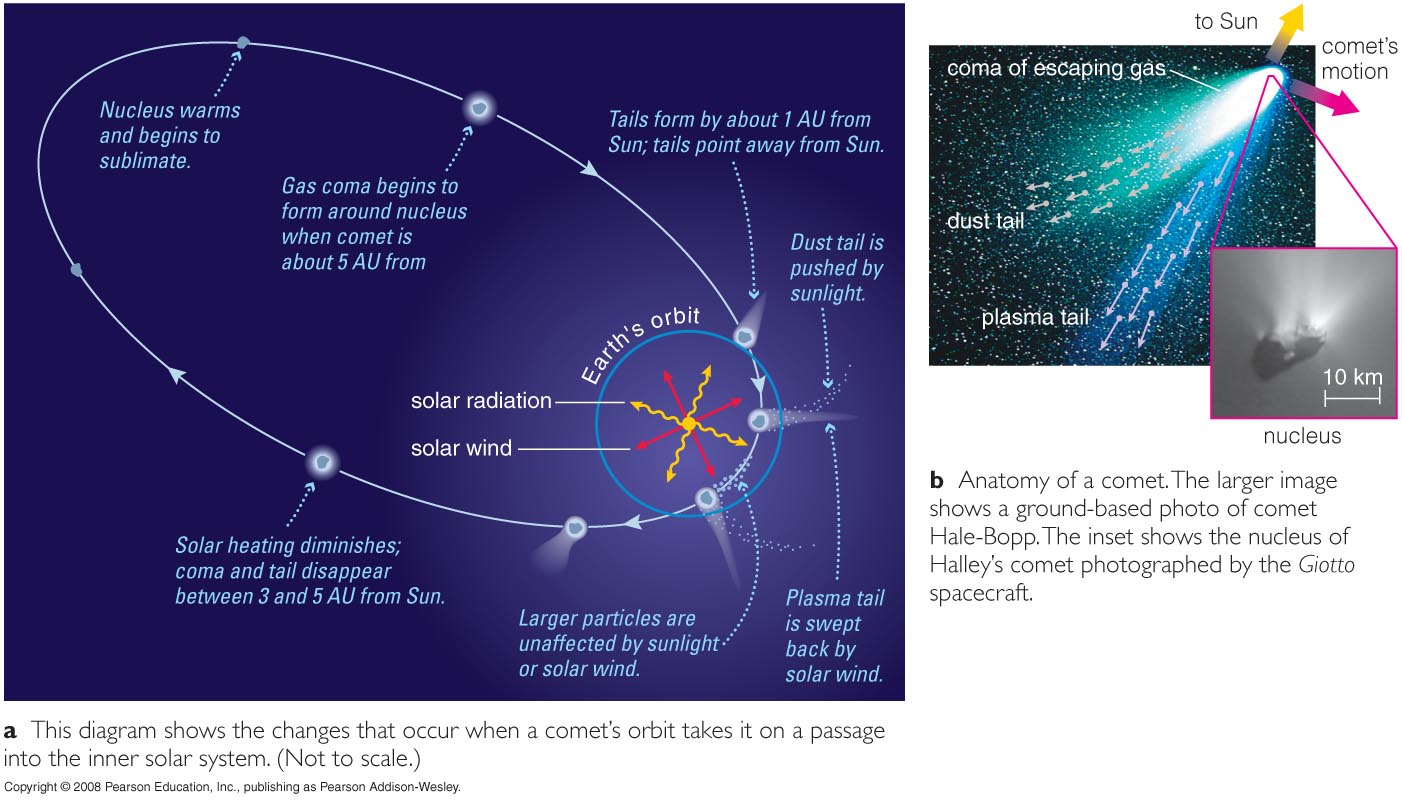 Nucleus warms
and begins to
sublimate.
Gas coma begins to
form around nucleus
when comet is
about 5 AU from
Tails form by about 1 AU from
Sun; tails point away from Sun.
Dust tail is
pushed by
sunlight.
Earth's orbit
solar radiation
solar wind
Solar heating diminishes;
coma and tail disappear
between 3 and 5 AU from Sun.
Larger particles are
unaffected by sunlight
or solar wind.
Plasma tail
is swept
back by
solar wind.
a This diagram shows the changes that occur when a comet's orbit takes it on a passage
into the inner solar system. (Not to scale.)
Copyright © 2008 Pearson Education, Inc., publishing as Pearson Addison-Wesley.
to Sun
comet's
motion
coma of escaping gas
dust tail
plasma tail
10 km
nucleus
b Anatomy of a comet. The larger image
shows a ground-based photo of comet
Hale-Bopp. The inset shows the nucleus of
Halley's comet photographed by the Giotto
spacecraft.